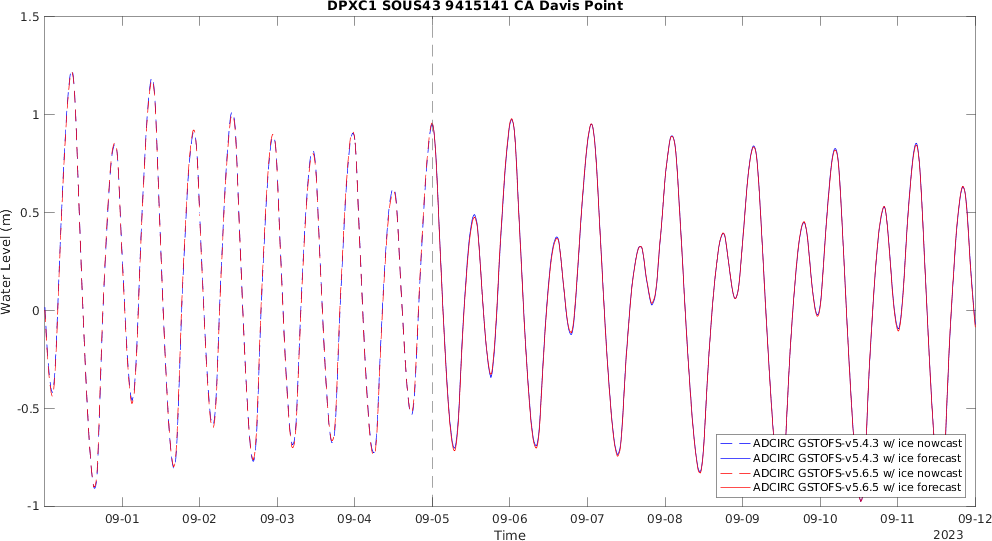 DPXC1 SOUS43 9415141 CA Davis Point
1.5
1
0.5
0
-0.5
-1
Water Level (m)
ADCIRC GSTOFS-v5.4.3 w/ ice nowcast
ADCIRC GSTOFS-v5.4.3 w/ ice forecast
ADCIRC GSTOFS-v5.6.5 w/ ice nowcast
ADCIRC GSTOFS-v5.6.5 w/ ice forecast
09-01 09-02 09-03 09-04 09-05 09-06 09-07 09-08 09-09 09-10 09-11 09-12
Time
2023